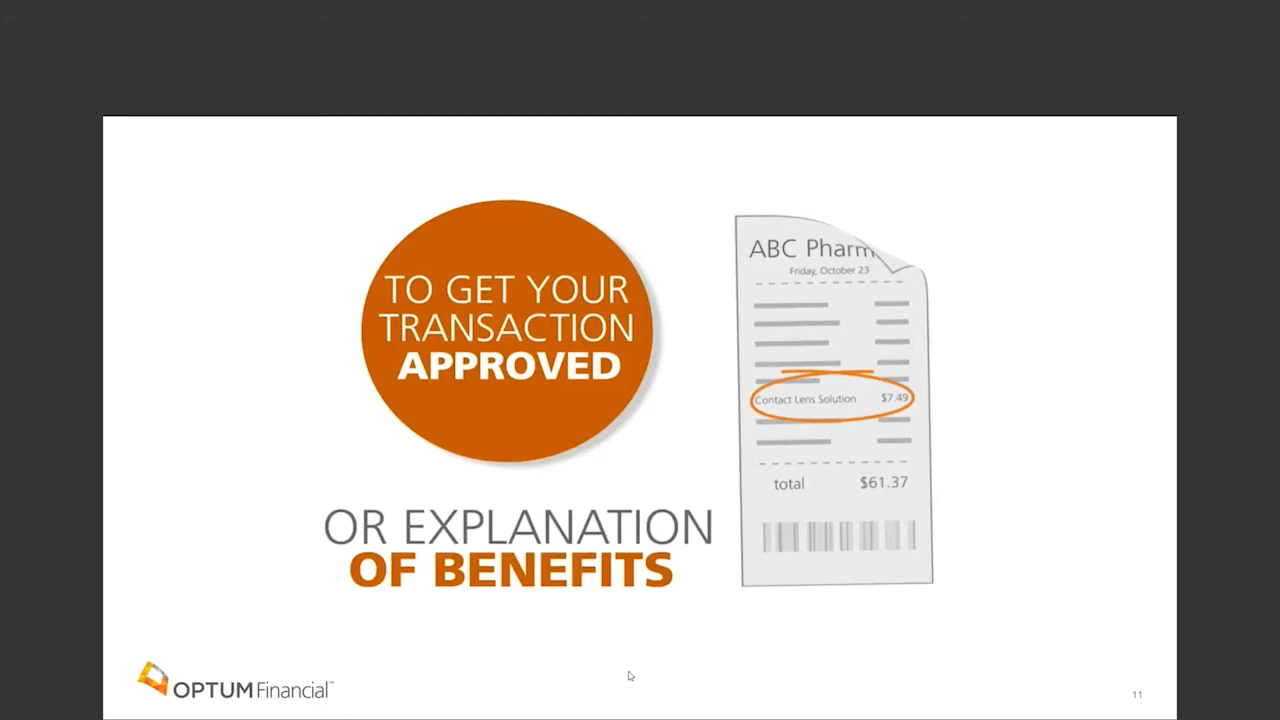 TO GET YOUR
TRANSACTION
APPROVED
OR EXPLANATION
OF BENEFITS
ABC Pharm
Friday, October 23
Contact Lens Solution $7.49
total $61.37
OPTUM Financial™
11